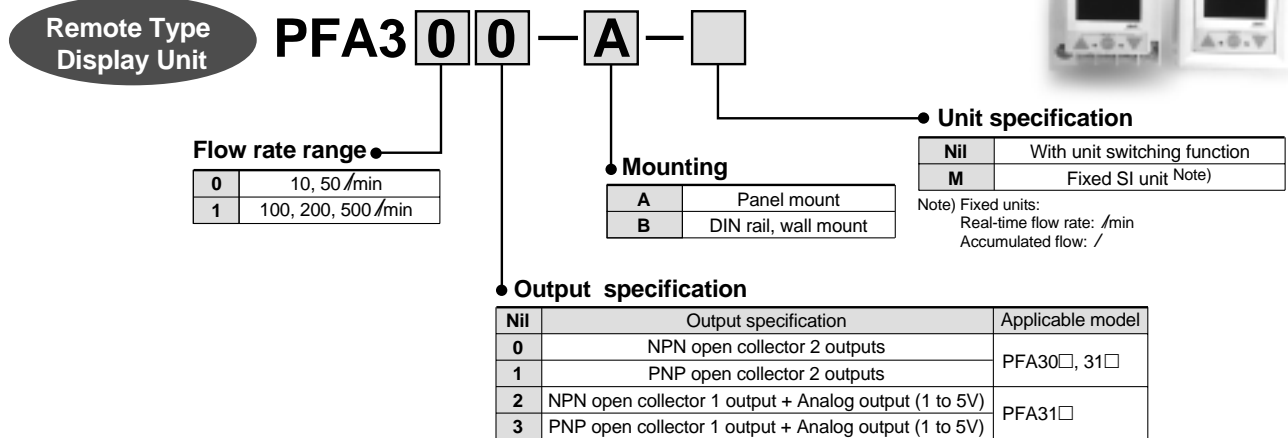 Remote Type
Display Unit
PFA3 0 0 — A —
Unit specification
Nil With unit switching function
M Fixed SI unit Note)
Note) Fixed units:
Real-time flow rate: l/min
Accumulated flow: l
Flow rate range
0 10, 50 l/min
1 100, 200, 500 l/min
Mounting
A Panel mount
B DIN rail, wall mount
Output specification
Nil Output specification Applicable model
0 NPN open collector 2 outputs PFA30□, 31□
1 PNP open collector 2 outputs
2 NPN open collector 1 output + Analog output (1 to 5V) PFA31□
3 PNP open collector 1 output + Analog output (1 to 5V)